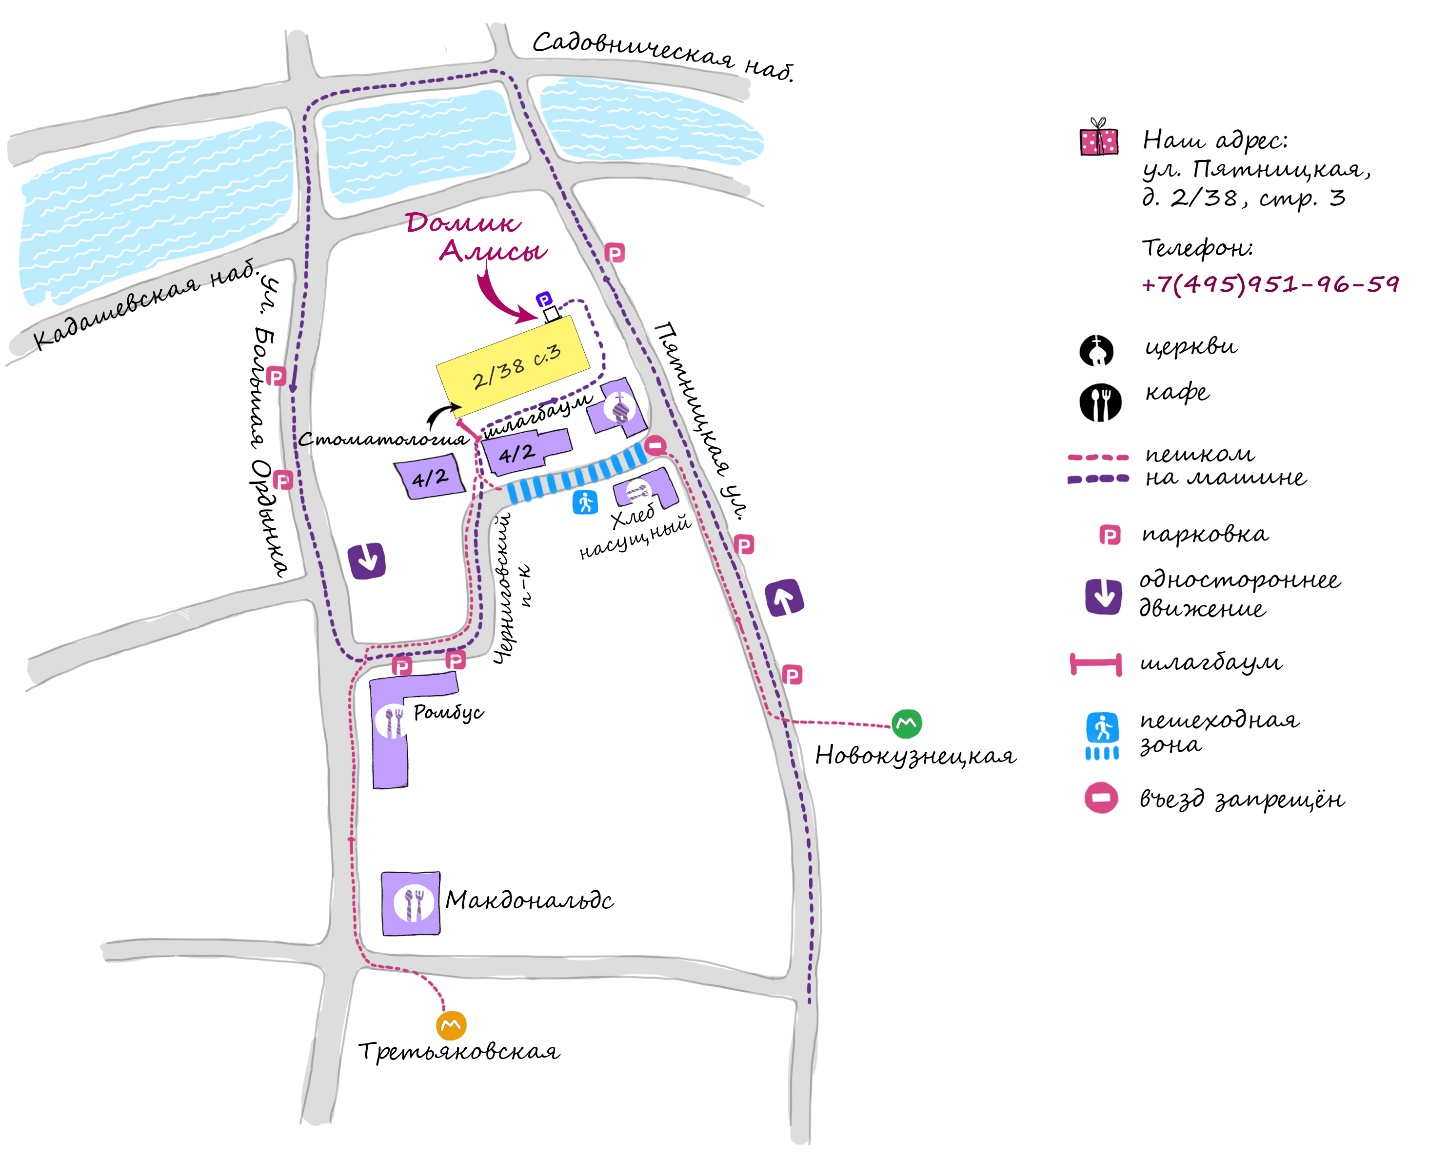 Садовническая наб.
Кадашевская наб.
ул. Большая Ордынка
Домик
Алисы
P
2/38 с.3
шлагбаум
Стоматология
4/2
4/2
Пятницкая ул.
Хлеб
насущный
Черниговский
п-к
P
P
P
P
P
P
P
Ромбус
Новокузнецкая
Макдональдс
Третьяковская
Наш адрес:
ул. Пятницкая,
д. 2/38, стр. 3
Телефон:
+7(495)951-96-59
церкви
кафе
пешком
на машине
P
парковка
одностороннее
движение
шлагбаум
пешеходная
зона
въезд запрещён